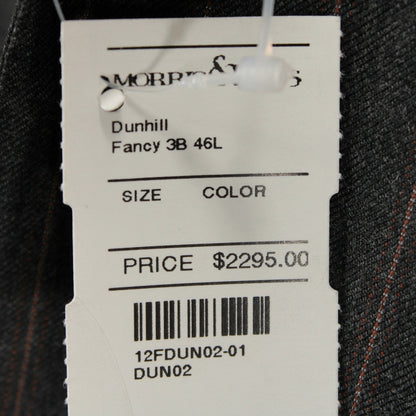 Dunhill
Fancy 3B 46L
SIZE COLOR
PRICE $2295.00
12FDUN02-01
DUN02